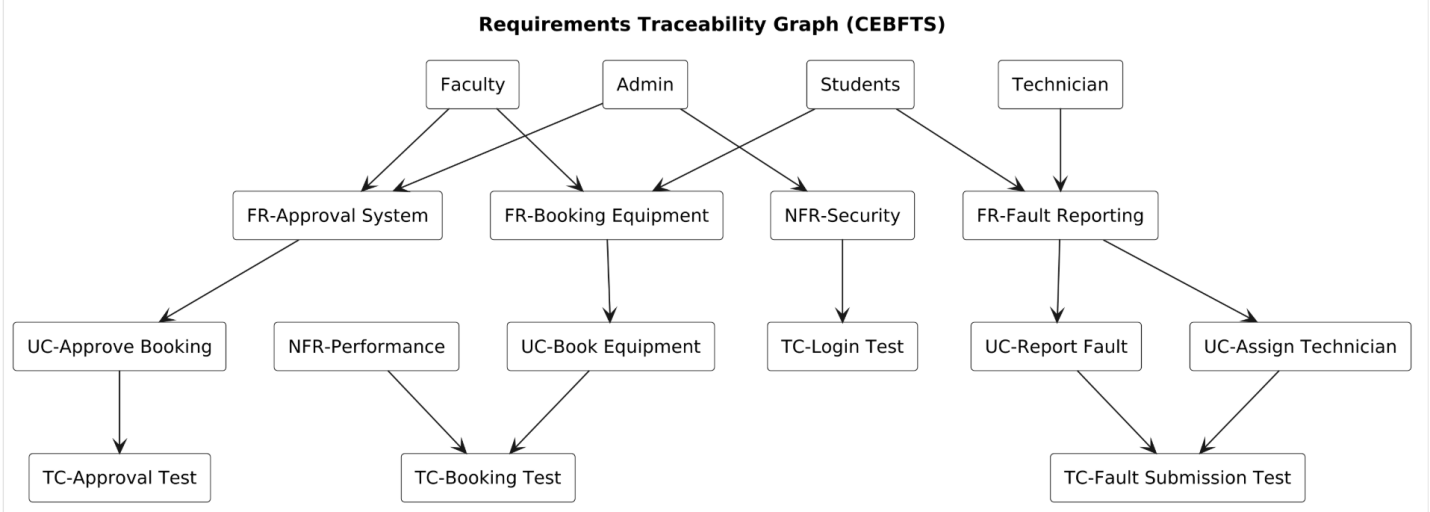 Requirements Traceability Graph (CEBFTS)
Faculty
Admin
Students
Technician
FR-Approval System
FR-Booking Equipment
NFR-Security
FR-Fault Reporting
UC-Approve Booking
NFR-Performance
UC-Book Equipment
TC-Login Test
UC-Report Fault
UC-Assign Technician
TC-Approval Test
TC-Booking Test
TC-Fault Submission Test